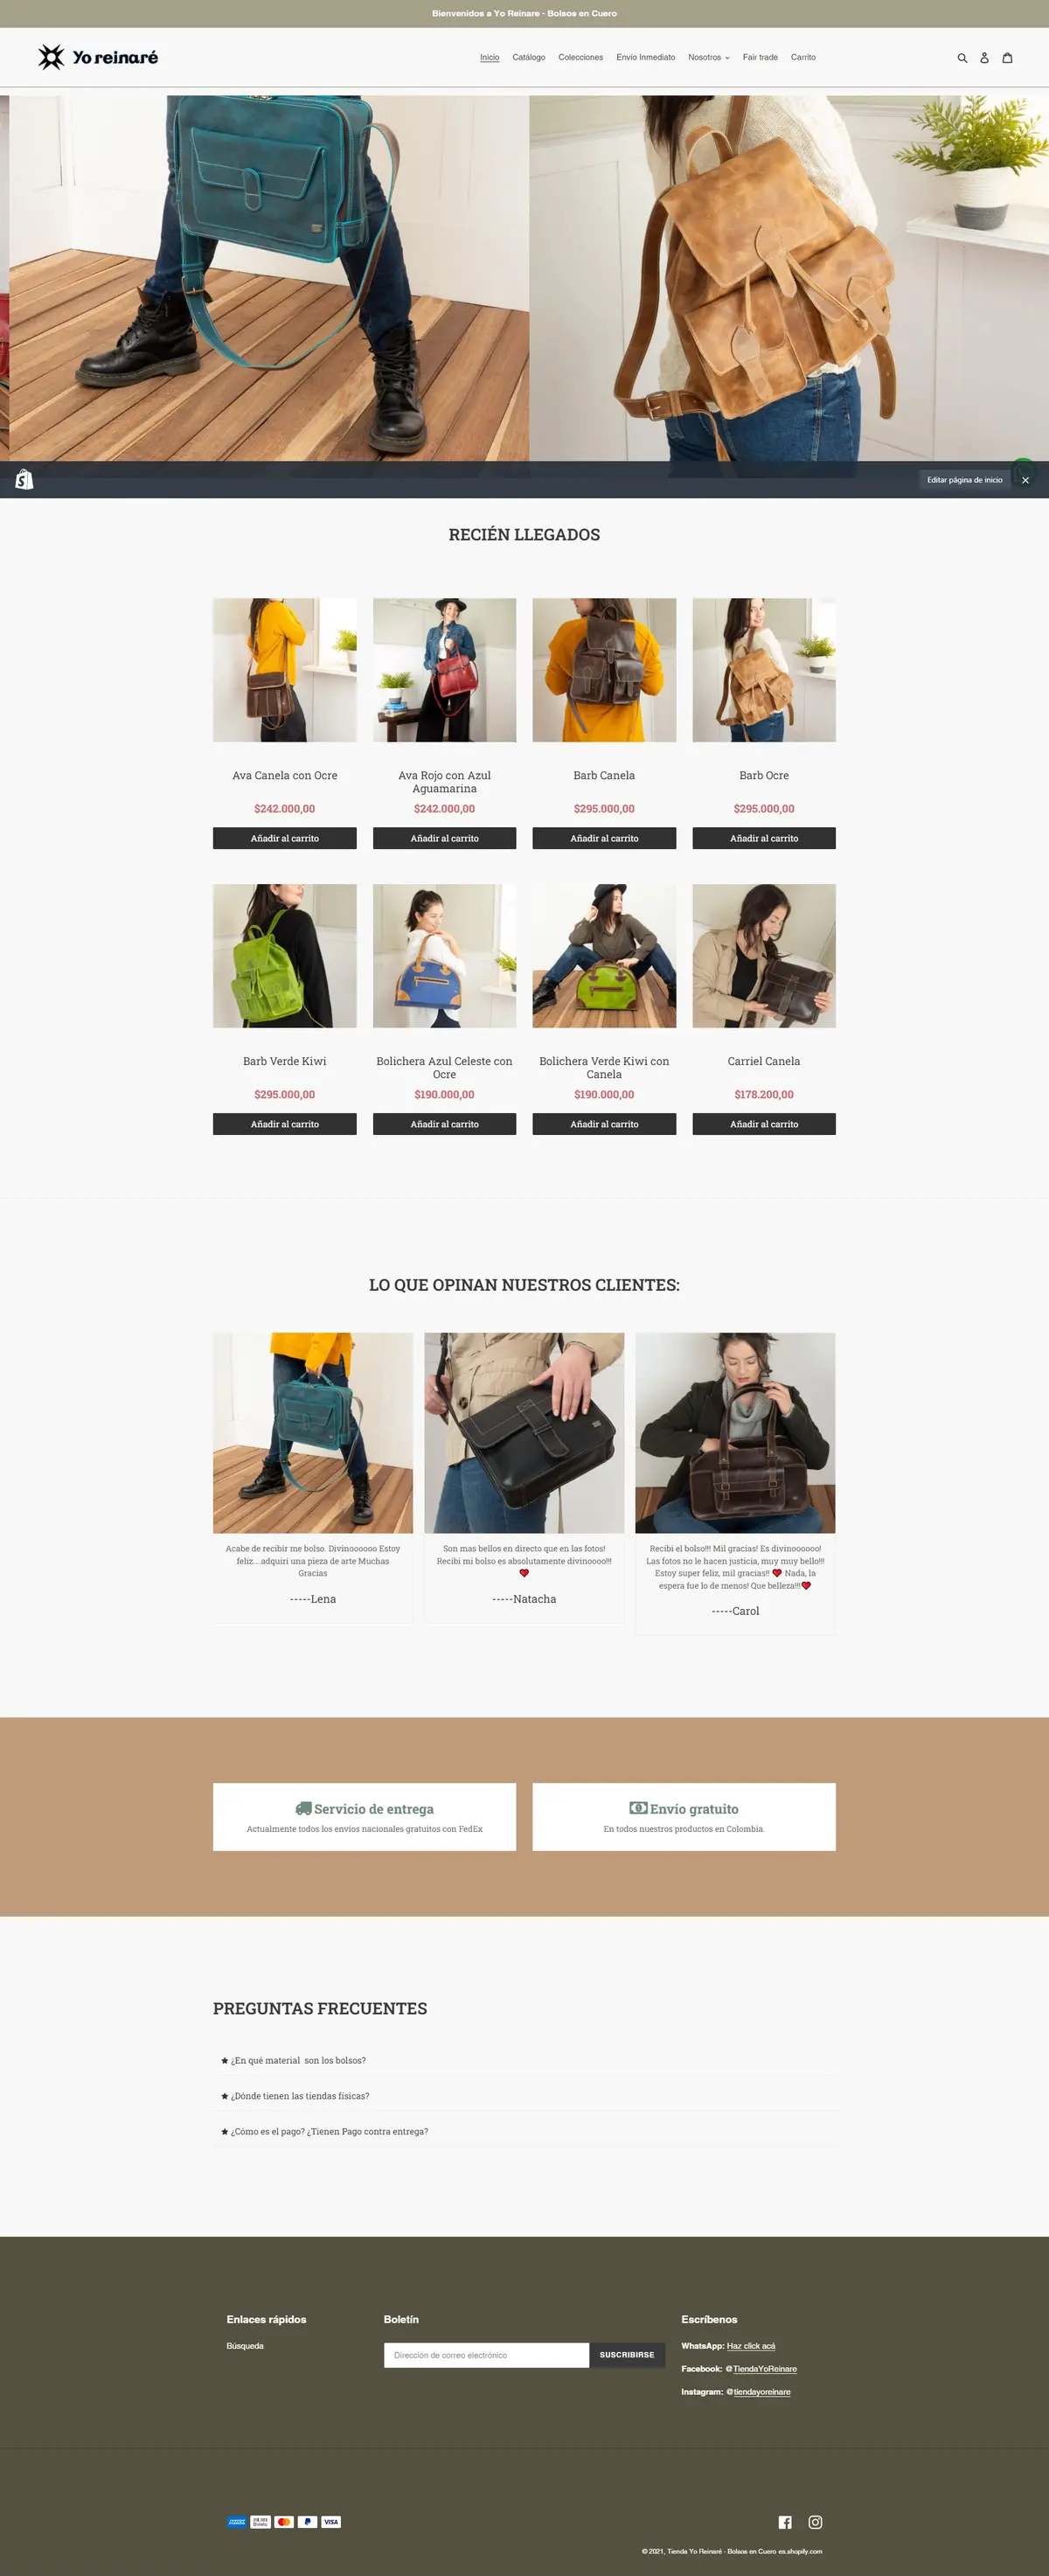 Bienvenidos a Yo Reinare - Bolsos en Cuero
Yo reinaré
Inicio Catálogo Colecciones Envío Inmediato Nosotros Fair trade Carrito
Editar página de inicio
RECIÉN LLEGADOS
Ava Canela con Ocre
$242.000,00
Añadir al carrito
Ava Rojo con Azul
Aguamarina
$242.000,00
Añadir al carrito
Barb Canela
$295.000,00
Añadir al carrito
Barb Ocre
$295.000,00
Añadir al carrito
Barb Verde Kiwi
$295.000,00
Añadir al carrito
Bolichera Azul Celeste con
Ocre
$190.000,00
Añadir al carrito
Bolichera Verde Kiwi con
Canela
$190.000,00
Añadir al carrito
Carriel Canela
$178.200,00
Añadir al carrito
LO QUE OPINAN NUESTROS CLIENTES:
Acabe de recibir mi bolso. Divinoooooo Estoy
feliz....adquiri una pieza de arte Muchas
Gracias
-----Lena
Son mas bellos en directo que en las fotos!
Recibi mi bolso es absolutamente divinoooo!!!
❤
-----Natacha
Recibi el bolso!!! Mil gracias! Es divinoooooo!
Las fotos no le hacen justicia, muy muy bello!!!
Estoy super feliz, mil gracias!! ❤ Nada, la
espera fue lo de menos! Que belleza!!!❤
-----Carol
Servicio de entrega
Actualmente todos los envíos nacionales gratuitos con FedEx
Envío gratuito
En todos nuestros productos en Colombia.
PREGUNTAS FRECUENTES
★ ¿En qué material son los bolsos?
★ ¿Dónde tienen las tiendas físicas?
★ ¿Cómo es el pago? ¿Tienen Pago contra entrega?
Enlaces rápidos
Búsqueda
Boletín
Dirección de correo electrónico
SUSCRIBIRSE
Escríbenos
WhatsApp: Haz click acá
Facebook: @TiendaYoReinare
Instagram: @tiendayoreinare
VISA
© 2021, Tienda Yo Reinaré - Bolsos en Cuero es.shopify.com